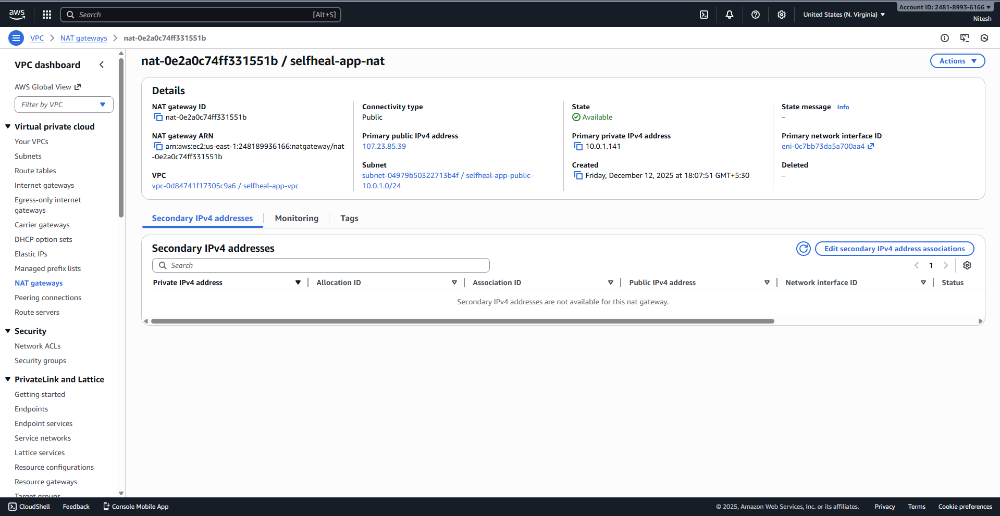 aws
Search [Alt+S]
United States (N. Virginia)
Account ID: 2481-8993-6166
Nitesh
VPC
NAT gateways
nat-0e2a0c74ff331551b
VPC dashboard
AWS Global View
Filter by VPC
Virtual private cloud
Your VPCs
Subnets
Route tables
Internet gateways
Egress-only internet
gateways
Carrier gateways
DHCP option sets
Elastic IPs
Managed prefix lists
NAT gateways
Peering connections
Route servers
Security
Network ACLs
Security groups
PrivateLink and Lattice
Getting started
Endpoints
Endpoint services
Service networks
Lattice services
Resource configurations
Resource gateways
Target groups
nat-0e2a0c74ff331551b / selfheal-app-nat
Actions
Details
NAT gateway ID
nat-0e2a0c74ff331551b
NAT gateway ARN
arn:aws:ec2:us-east-1:248189936166:natgateway/nat
-0e2a0c74ff331551b
VPC
vpc-0d84741f17305c9a6 / selfheal-app-vpc
Connectivity type
Public
Primary public IPv4 address
107.23.85.39
Subnet
subnet-04979b50322713b4f / selfheal-app-public-
10.0.1.0/24
State
Available
Primary private IPv4 address
10.0.1.141
Created
Friday, December 12, 2025 at 18:07:51 GMT+5:30
State message Info
–
Primary network interface ID
eni-0c7bb73da5a700aa4
Deleted
–
Secondary IPv4 addresses
Monitoring
Tags
Secondary IPv4 addresses
Edit secondary IPv4 address associations
Search
1
Private IPv4 address
Allocation ID
Association ID
Public IPv4 address
Network interface ID
Status
Secondary IPv4 addresses are not available for this nat gateway.
CloudShell
Feedback
Console Mobile App
© 2025, Amazon Web Services, Inc. or its affiliates.
Privacy
Terms
Cookie preferences